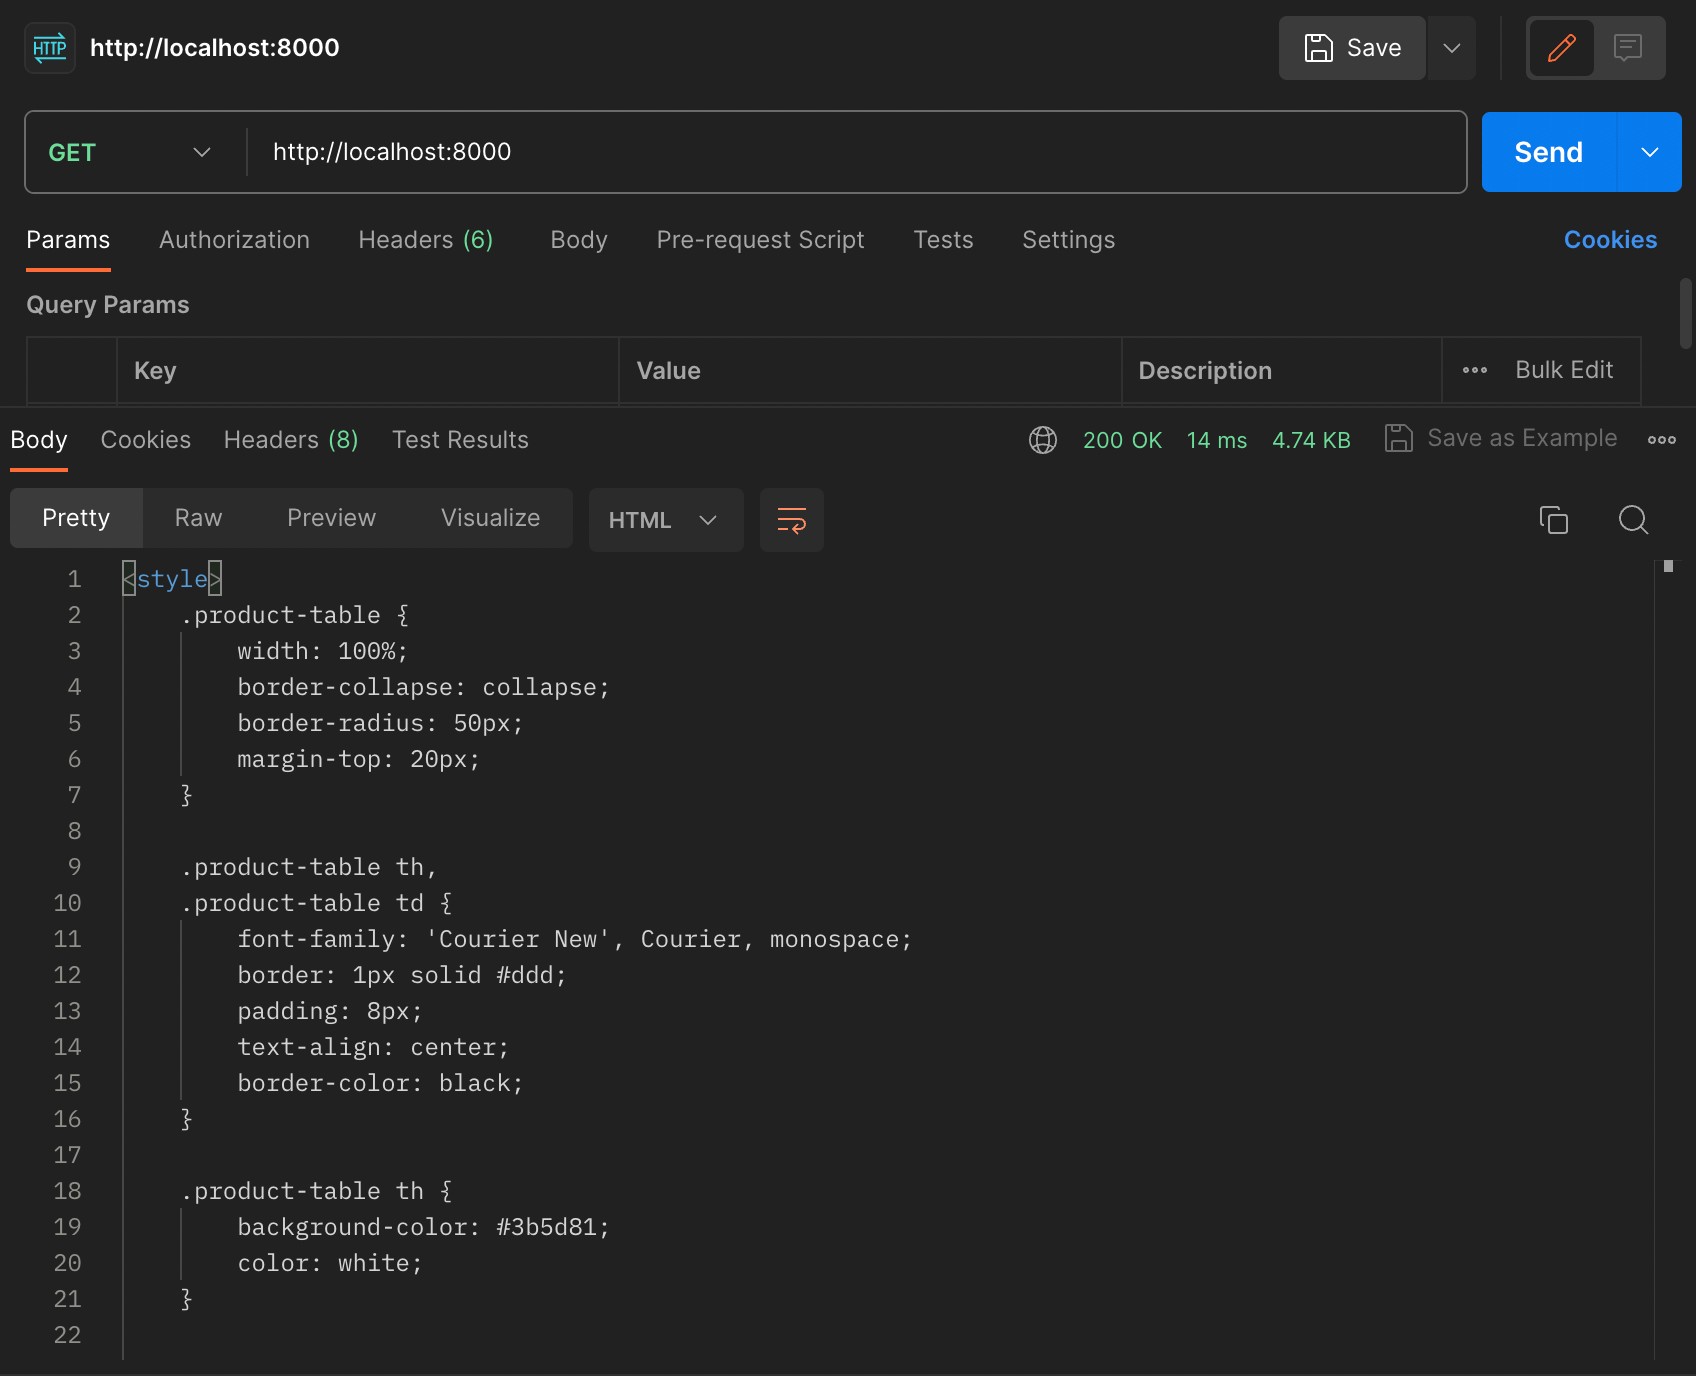 HTTP http://localhost:8000 Save
GET http://localhost:8000 Send
Params Authorization Headers (6) Body Pre-request Script Tests Settings Cookies
Query Params
Key Value Description Bulk Edit
Body Cookies Headers (8) Test Results 200 OK 14 ms 4.74 KB Save as Example
Pretty Raw Preview Visualize HTML
1 <style>
2 .product-table {
3 width: 100%;
4 border-collapse: collapse;
5 border-radius: 50px;
6 margin-top: 20px;
7 }
8
9 .product-table th,
10 .product-table td {
11 font-family: 'Courier New', Courier, monospace;
12 border: 1px solid #ddd;
13 padding: 8px;
14 text-align: center;
15 border-color: black;
16 }
17
18 .product-table th {
19 background-color: #3b5d81;
20 color: white;
21 }
22